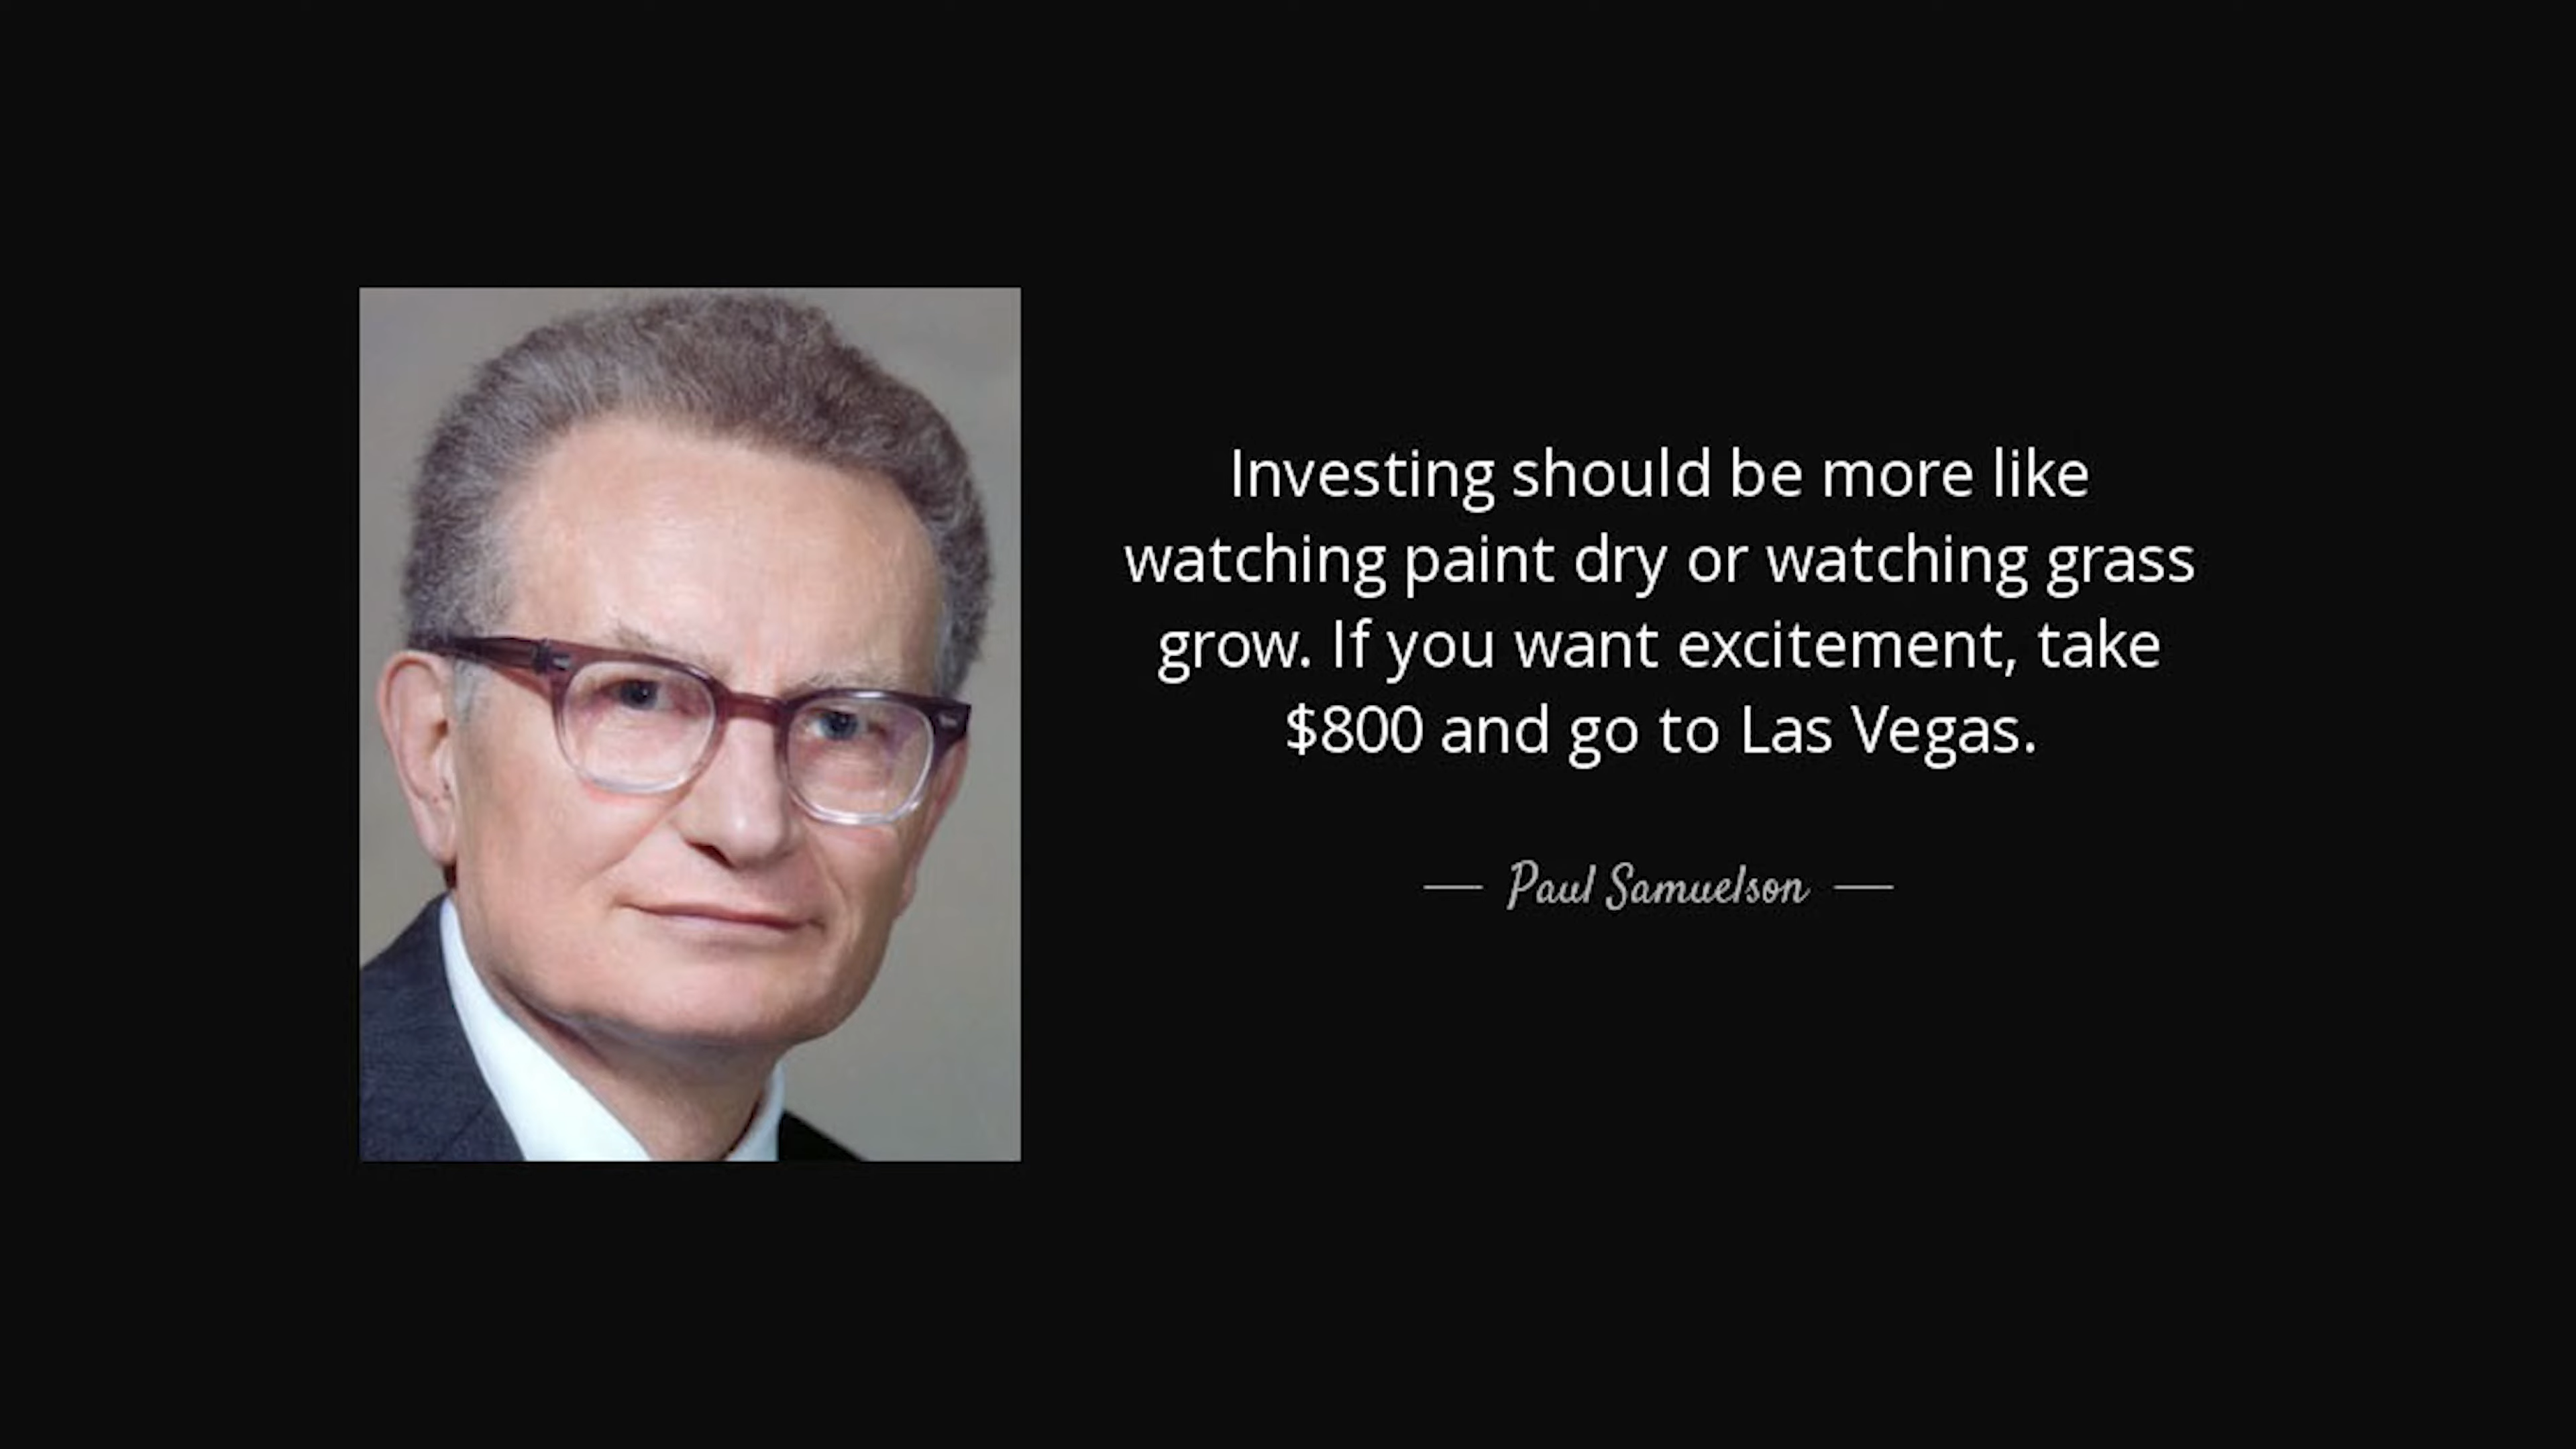 Investing should be more like
watching paint dry or watching grass
grow. If you want excitement, take
$800 and go to Las Vegas.
— Paul Samuelson —